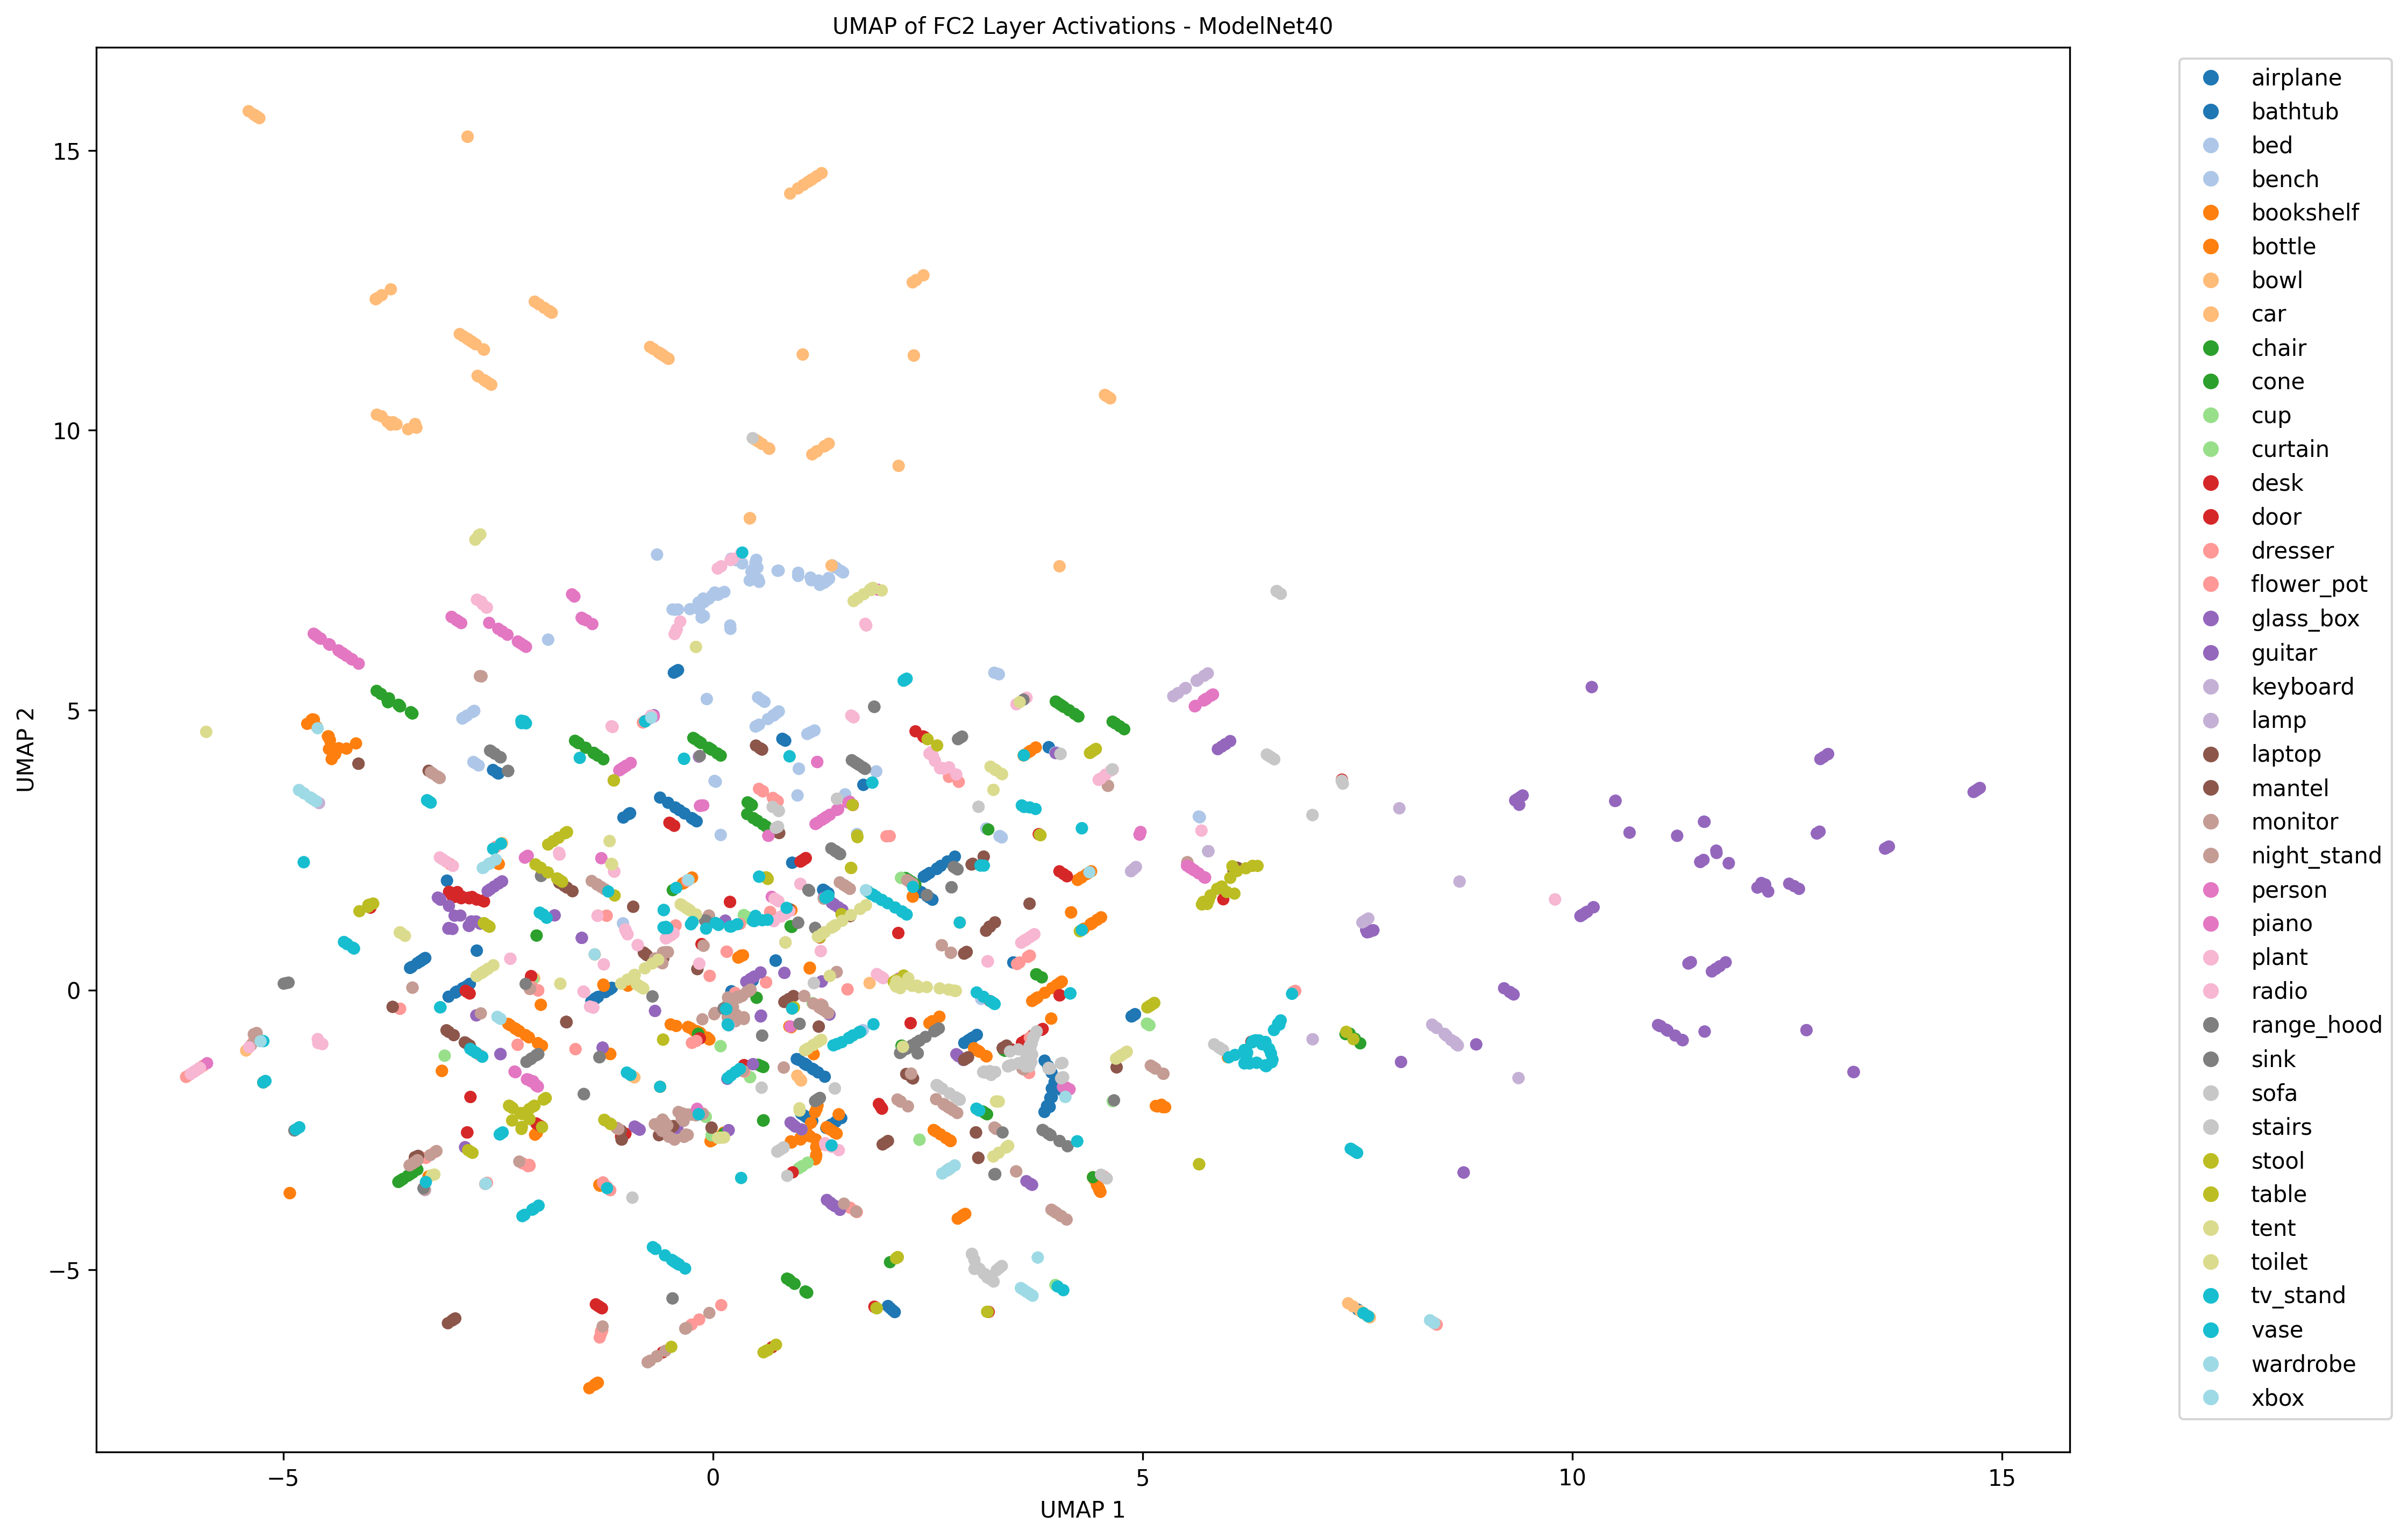 UMAP of FC2 Layer Activations - ModelNet40
15
10
5
0
−5
UMAP 2
−5
0
5
10
15
UMAP 1
airplane
bathtub
bed
bench
bookshelf
bottle
bowl
car
chair
cone
cup
curtain
desk
door
dresser
flower_pot
glass_box
guitar
keyboard
lamp
laptop
mantel
monitor
night_stand
person
piano
plant
radio
range_hood
sink
sofa
stairs
stool
table
tent
toilet
tv_stand
vase
wardrobe
xbox